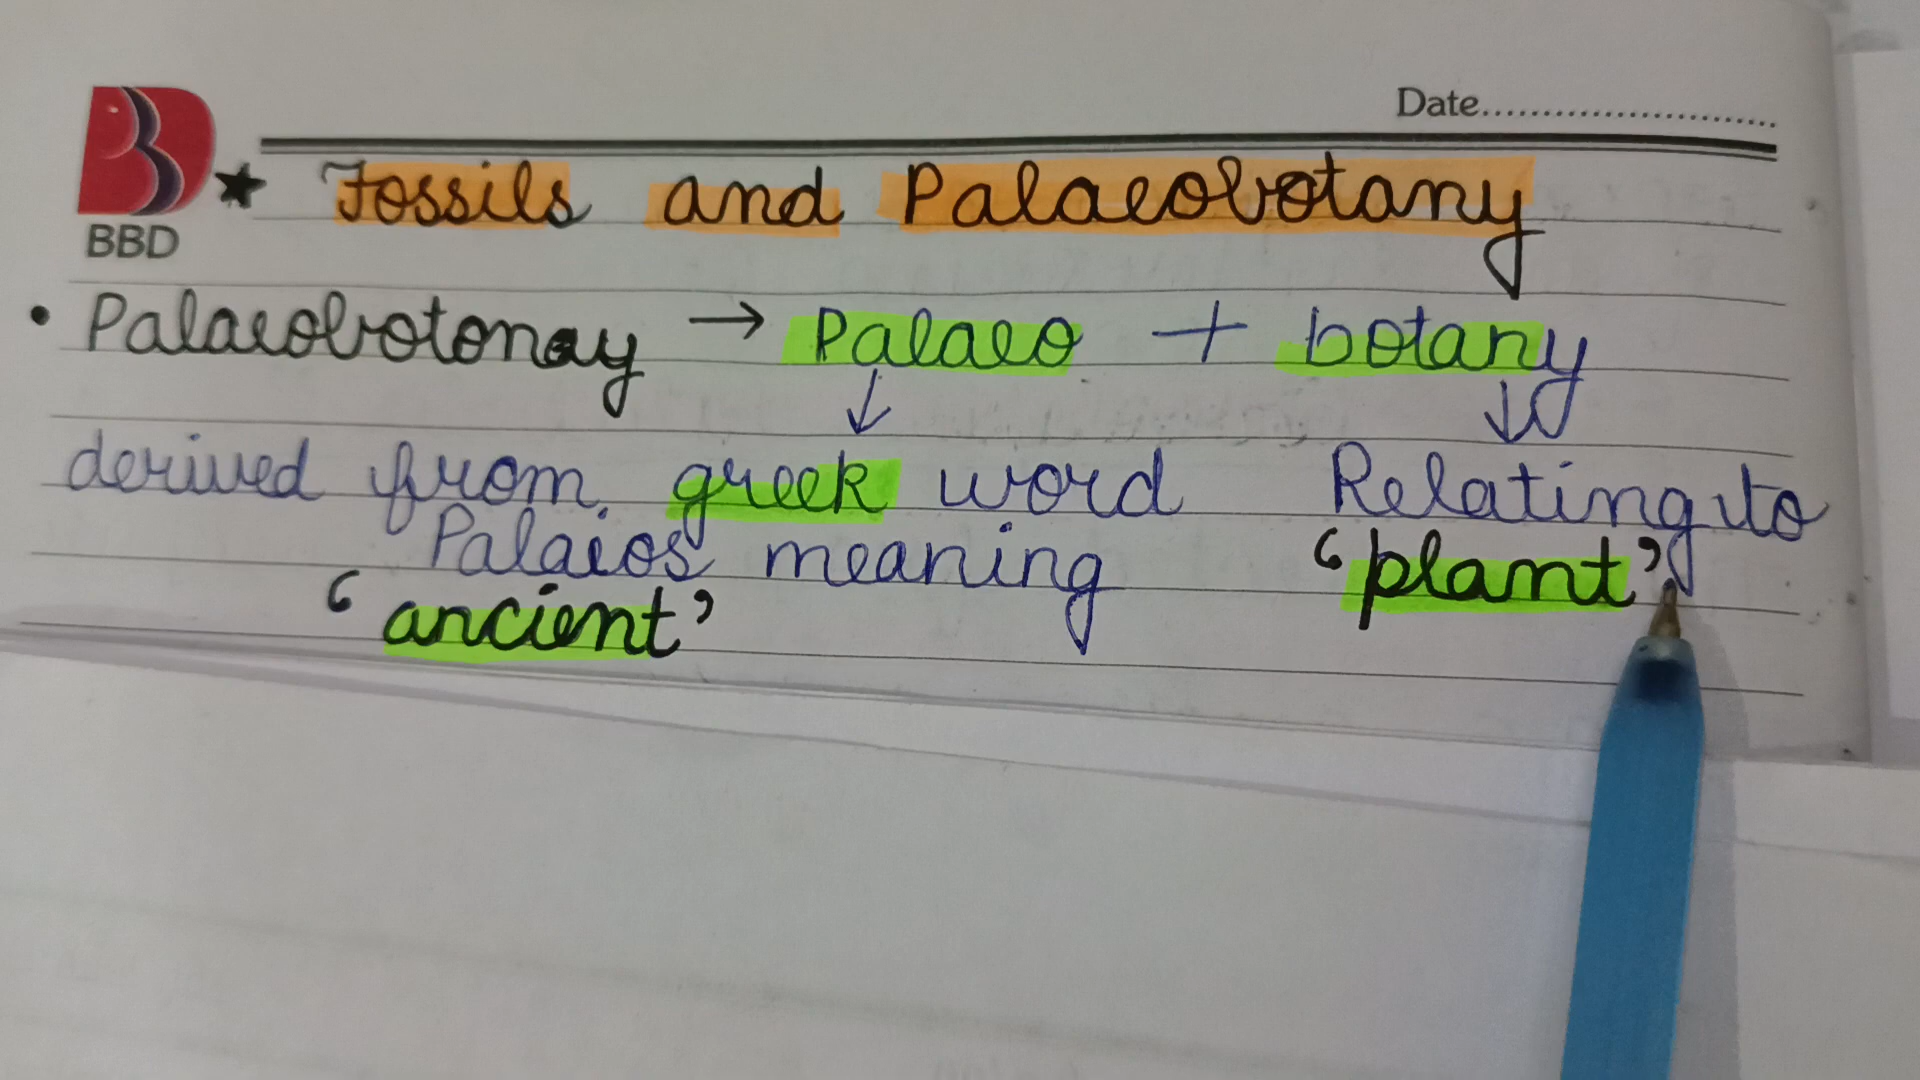 Date........................
BBD
★ Fossils and Palaeobotany
• Palaeobotonay → Palaeo + botany
↓ ↓
derived from greek word Relating to
Palaios meaning 'plant'
'ancient'